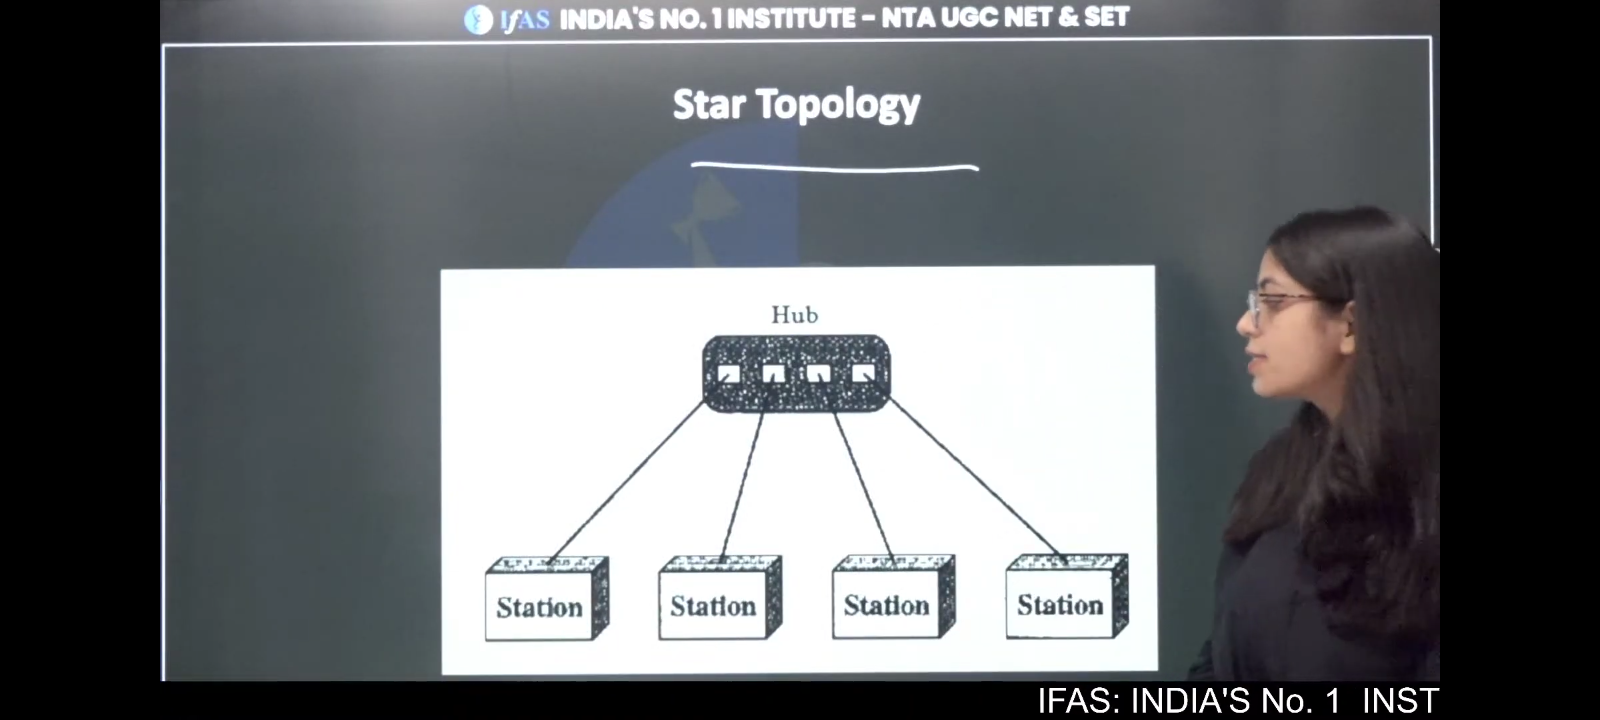 IfAS INDIA'S NO. 1 INSTITUTE – NTA UGC NET & SET
Star Topology
Hub
Station
Station
Station
Station
IFAS: INDIA'S No. 1 INST